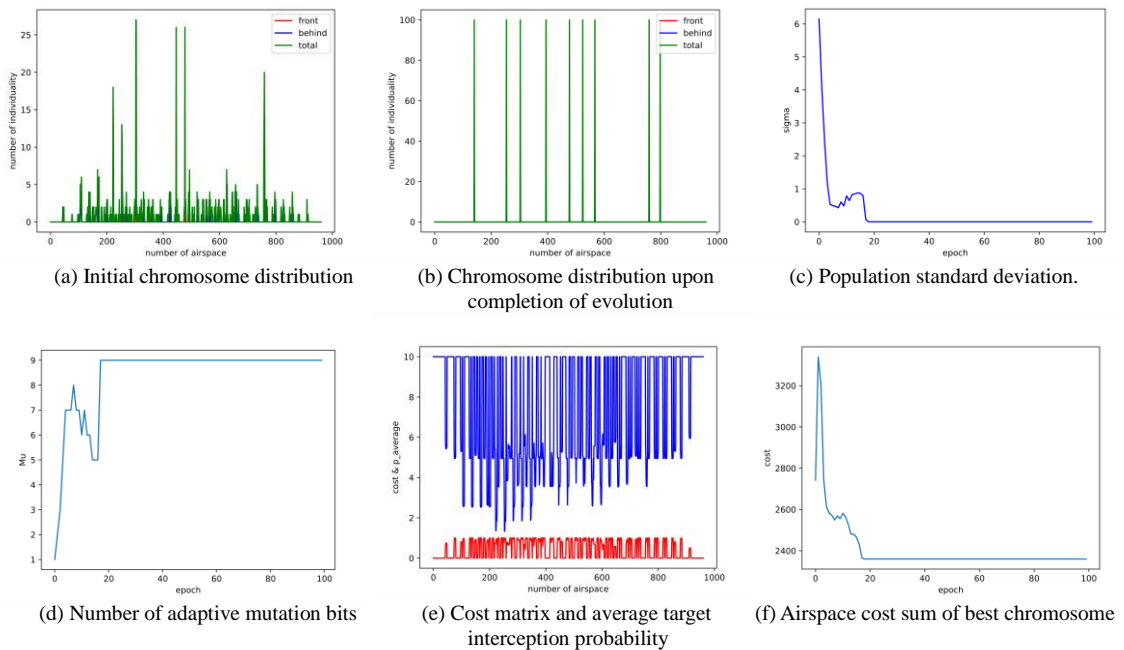 front
behind
total
number of individuality
25
20
15
10
5
0
0 200 400 600 800 1000
number of airspace
(a) Initial chromosome distribution
front
behind
total
number of individuality
100
80
60
40
20
0
0 200 400 600 800 1000
number of airspace
(b) Chromosome distribution upon
completion of evolution
sigma
6
5
4
3
2
1
0
0 20 40 60 80 100
epoch
(c) Population standard deviation.
Mu
9
8
7
6
5
4
3
2
1
0 20 40 60 80 100
epoch
(d) Number of adaptive mutation bits
cost & p_average
10
8
6
4
2
0
0 200 400 600 800 1000
number of airspace
(e) Cost matrix and average target
interception probability
cost
3200
3000
2800
2600
2400
0 20 40 60 80 100
epoch
(f) Airspace cost sum of best chromosome